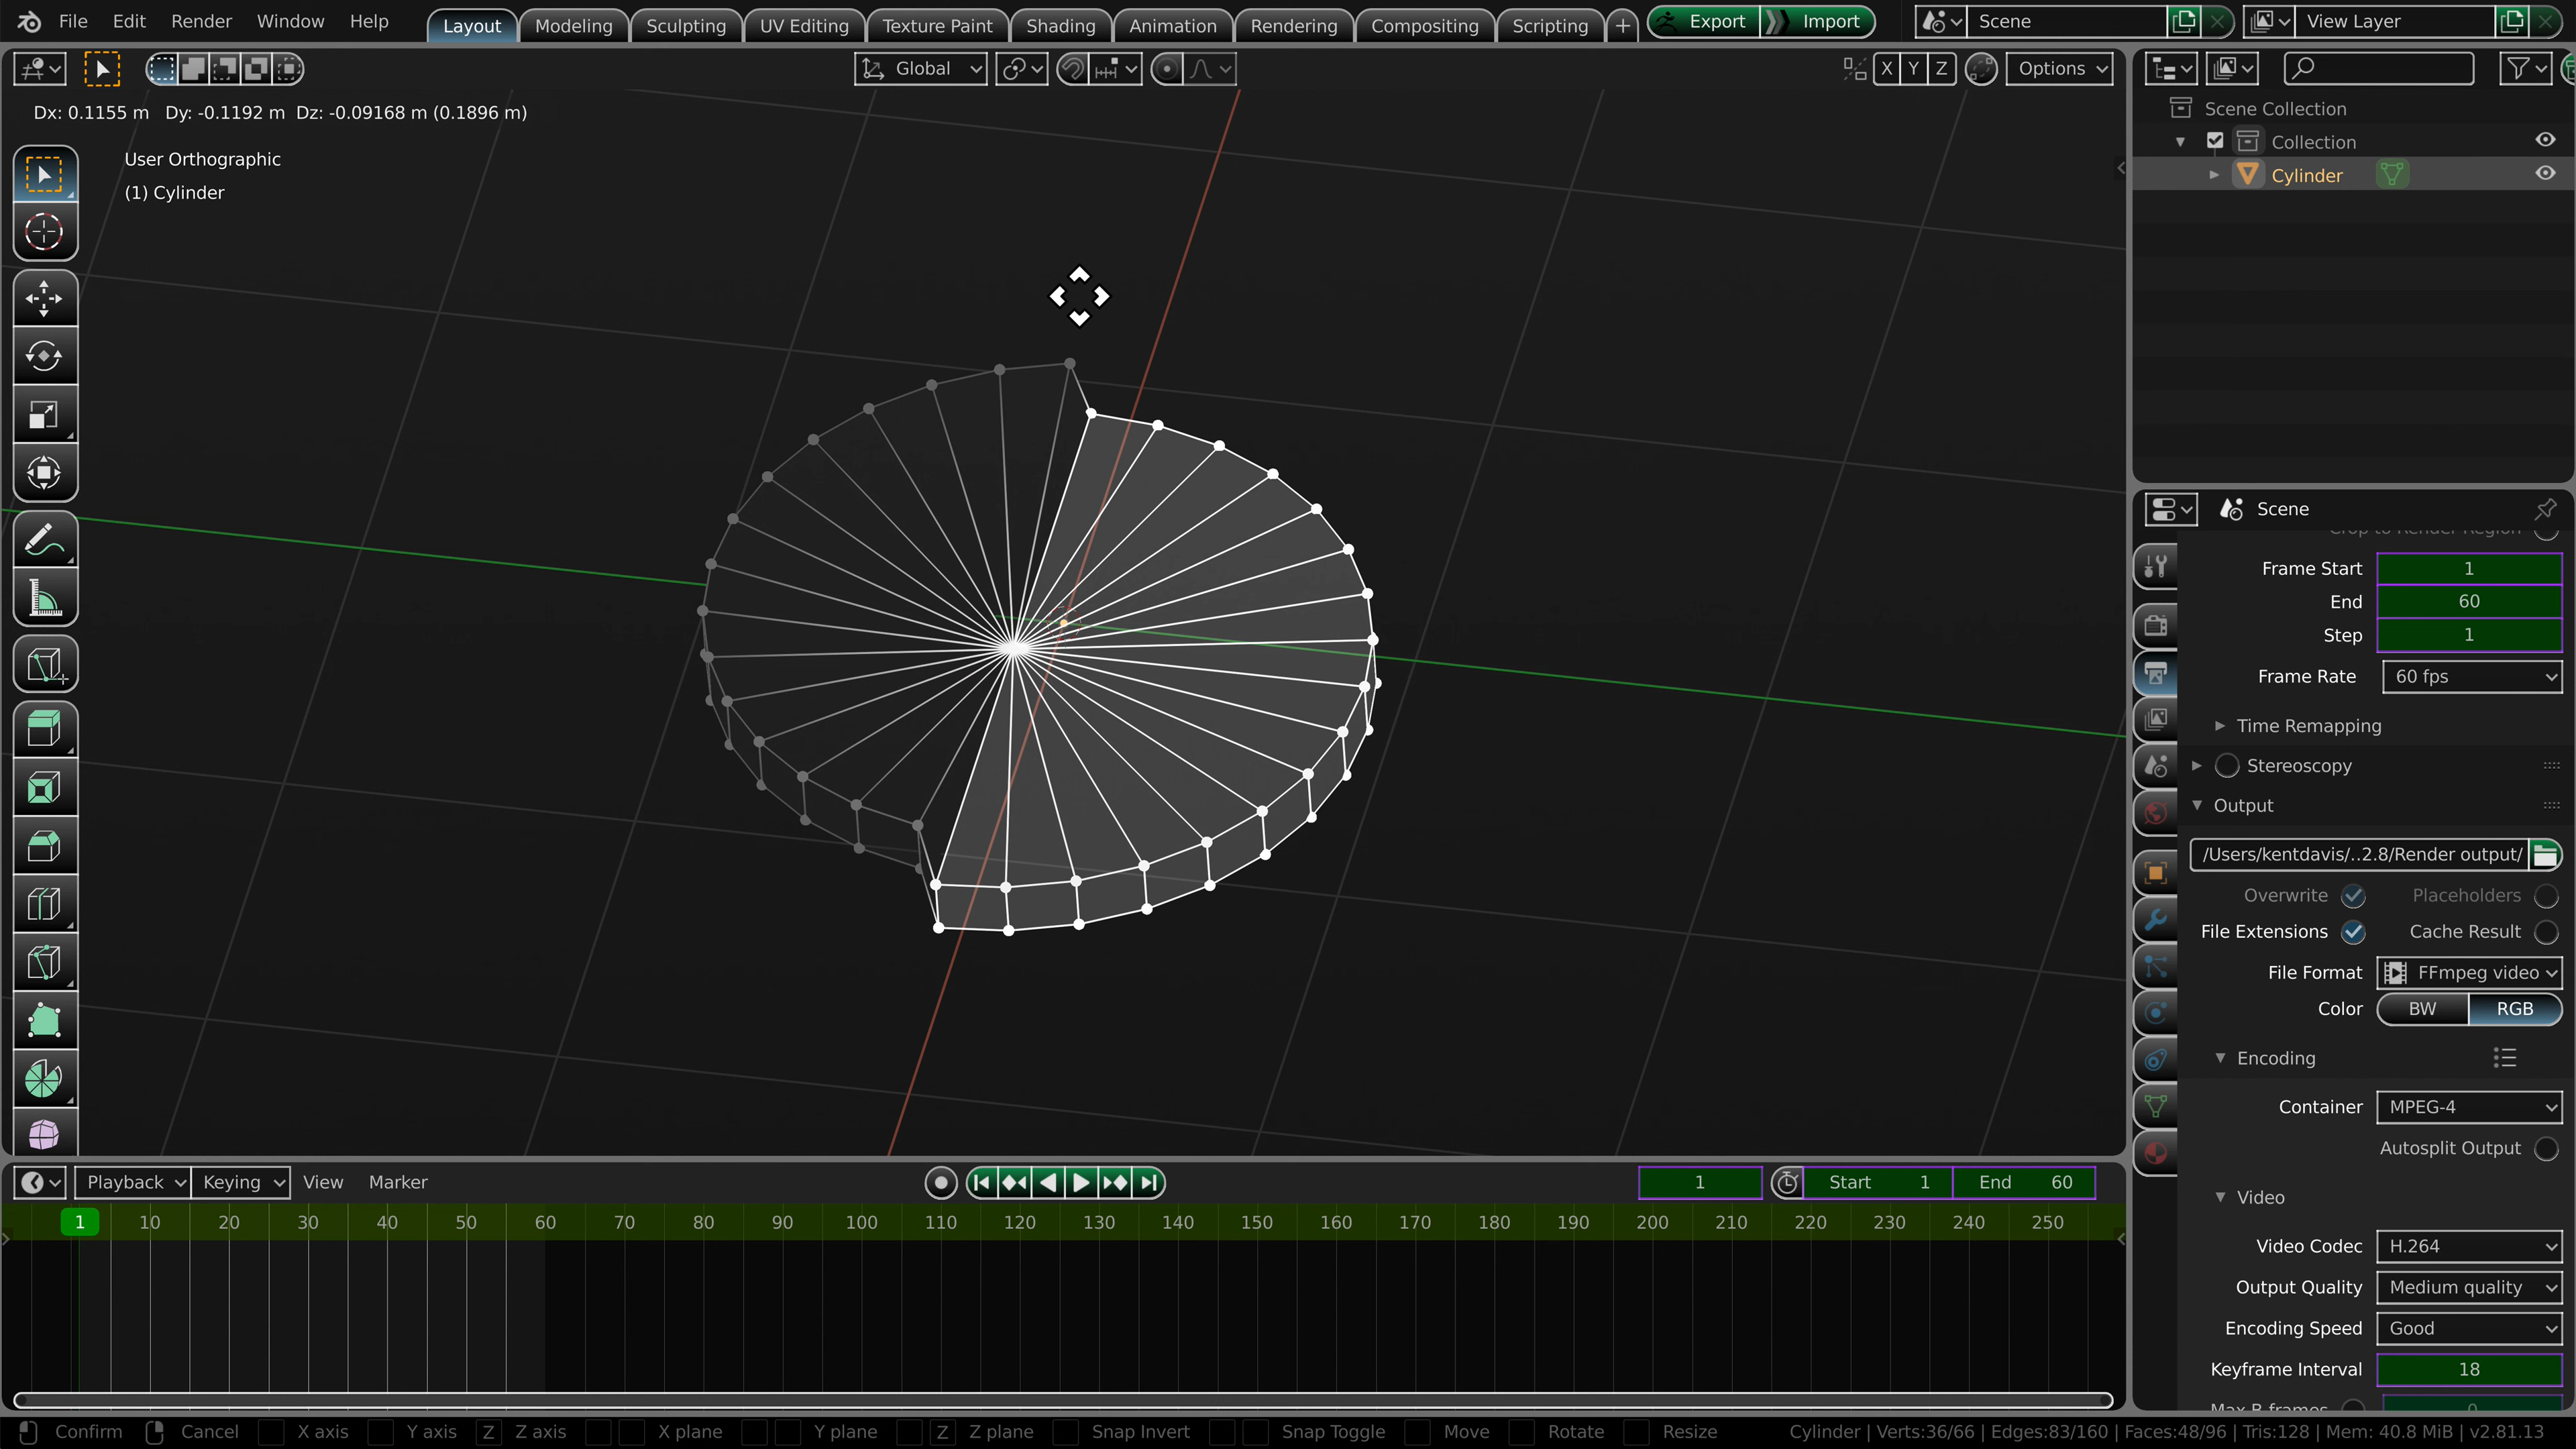 File Edit Render Window Help Layout Modeling Sculpting UV Editing Texture Paint Shading Animation Rendering Compositing Scripting + Export Import Scene View Layer
Global X Y Z Options
Dx: 0.1155 m Dy: -0.1192 m Dz: -0.09168 m (0.1896 m)
User Orthographic
(1) Cylinder
Scene Collection
Collection
Cylinder
Scene
Crop to Render Region
Frame Start 1
End 60
Step 1
Frame Rate 60 fps
Time Remapping
Stereoscopy
Output
/Users/kentdavis/..2.8/Render output/
Overwrite Placeholders
File Extensions Cache Result
File Format FFmpeg video
Color BW RGB
Encoding
Container MPEG-4
Autosplit Output
Video
Video Codec H.264
Output Quality Medium quality
Encoding Speed Good
Keyframe Interval 18
Max B-frames 0
Playback Keying View Marker 1 Start 1 End 60
1 10 20 30 40 50 60 70 80 90 100 110 120 130 140 150 160 170 180 190 200 210 220 230 240 250
Confirm Cancel X axis Y axis Z Z axis X plane Y plane Z Z plane Snap Invert Snap Toggle Move Rotate Resize Cylinder | Verts:36/66 | Edges:83/160 | Faces:48/96 | Tris:128 | Mem: 40.8 MiB | v2.81.13